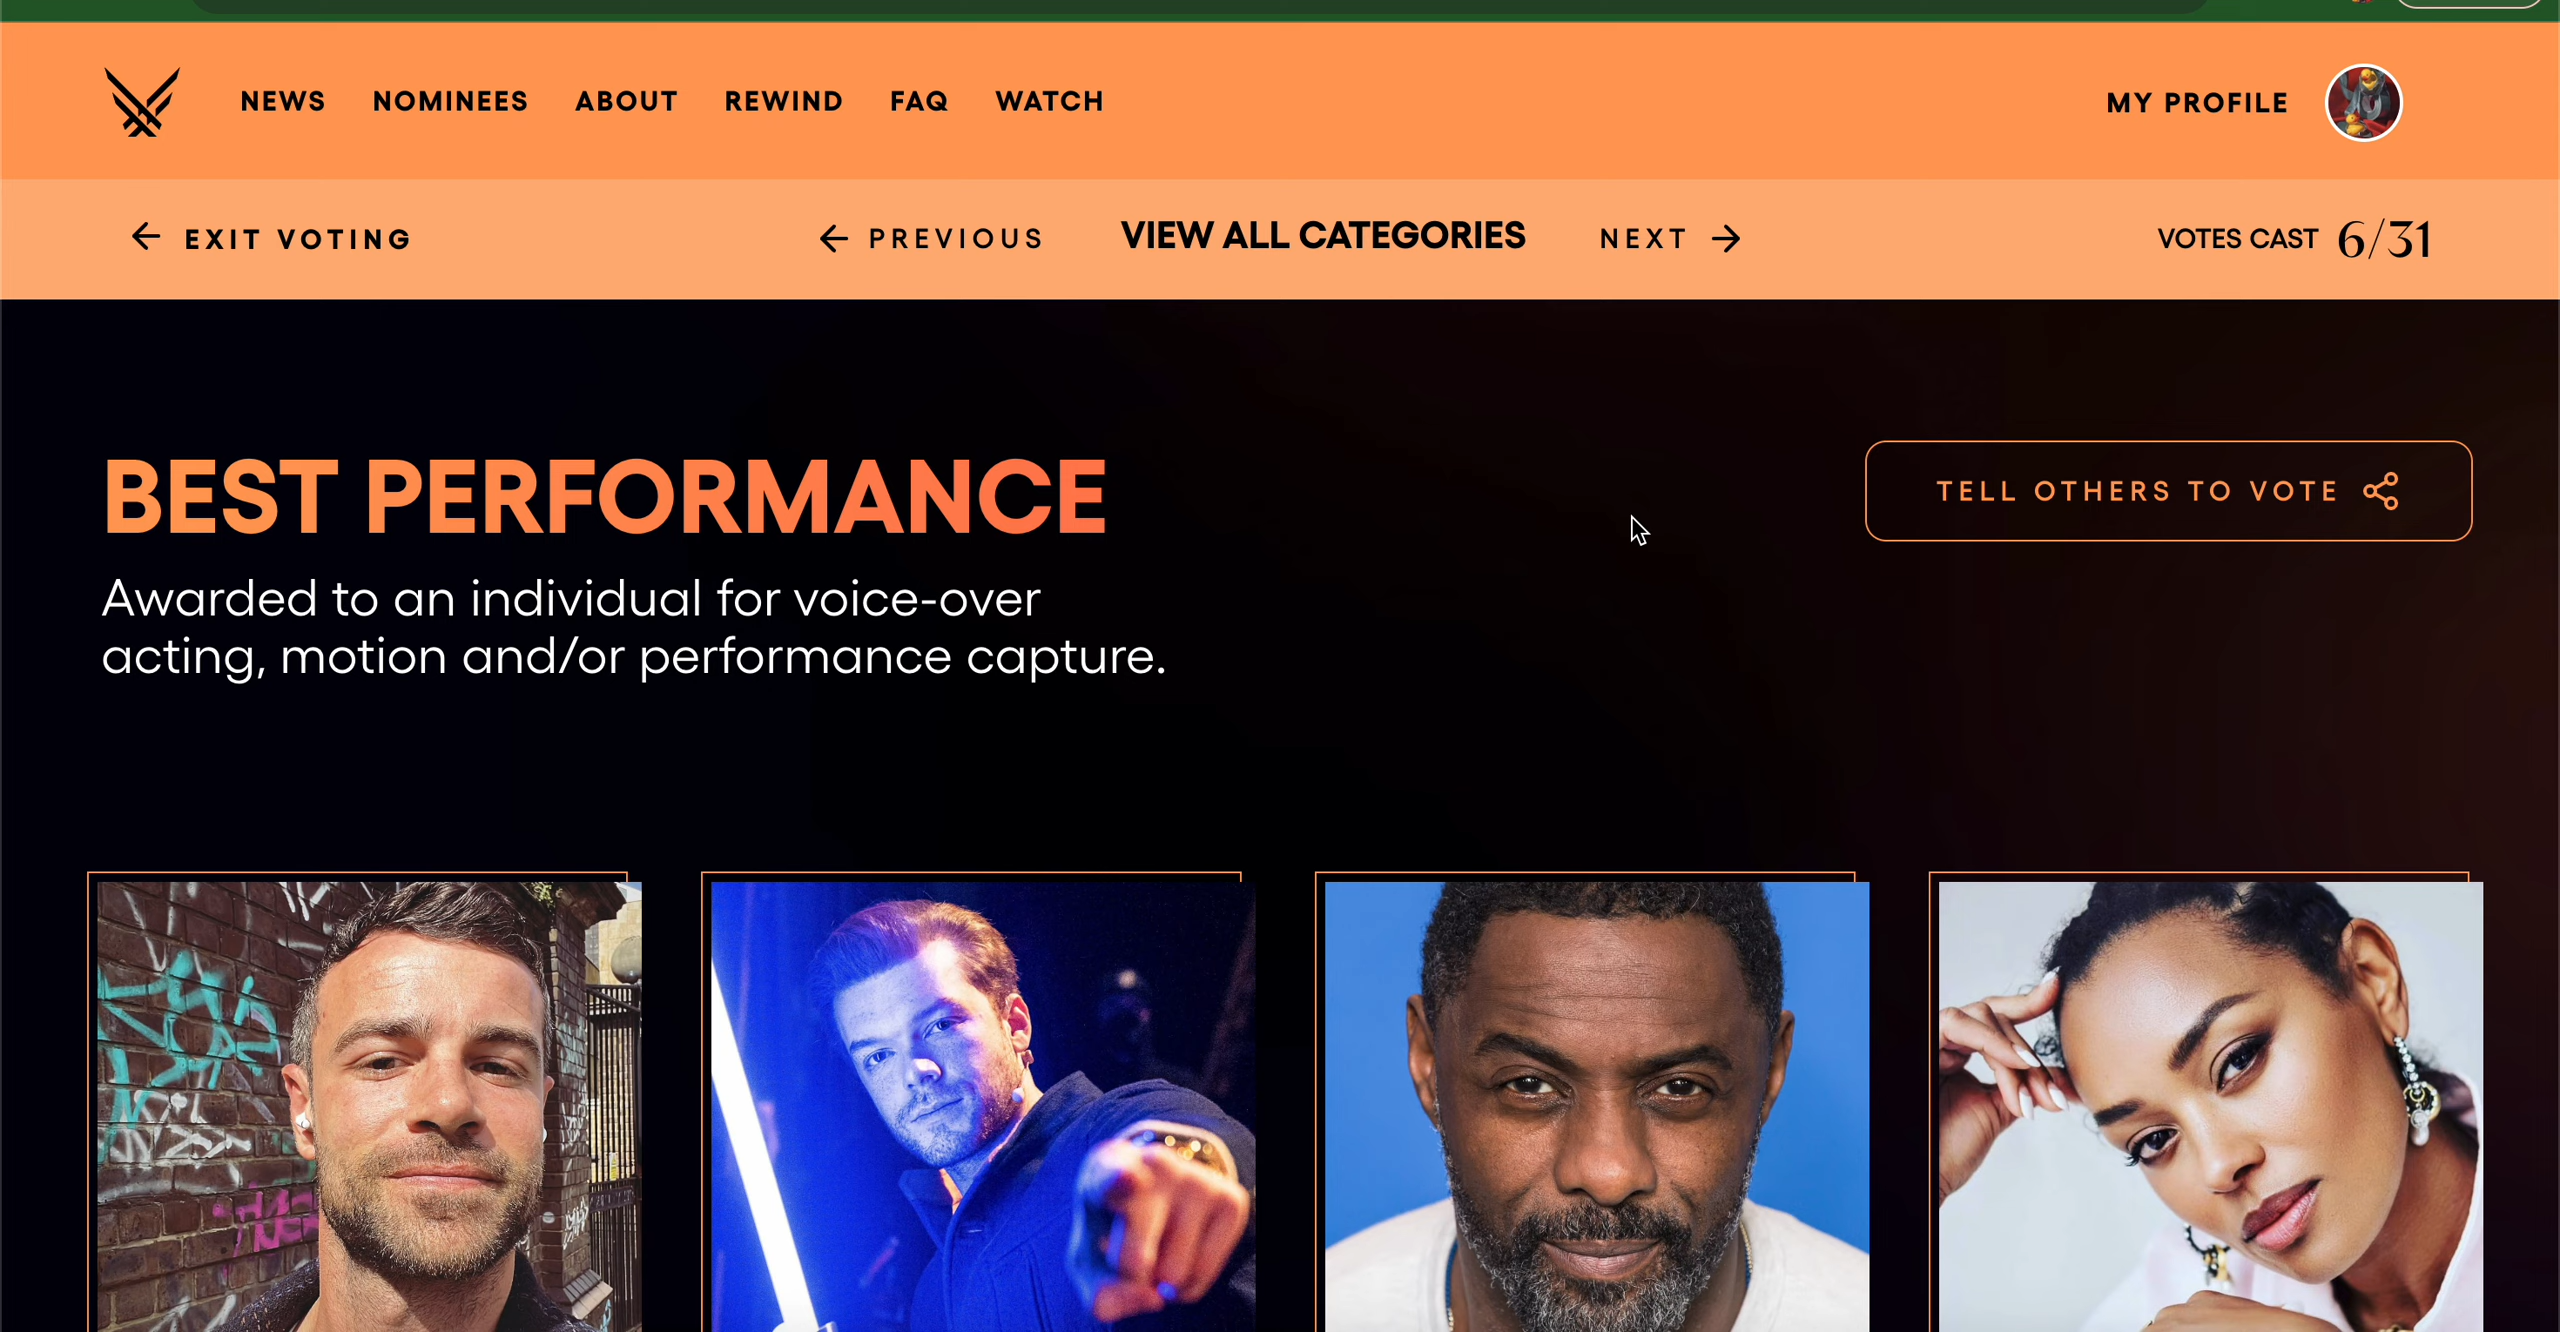 NEWS NOMINEES ABOUT REWIND FAQ WATCH MY PROFILE
EXIT VOTING PREVIOUS VIEW ALL CATEGORIES NEXT VOTES CAST 6/31
BEST PERFORMANCE
TELL OTHERS TO VOTE
Awarded to an individual for voice-over
acting, motion and/or performance capture.